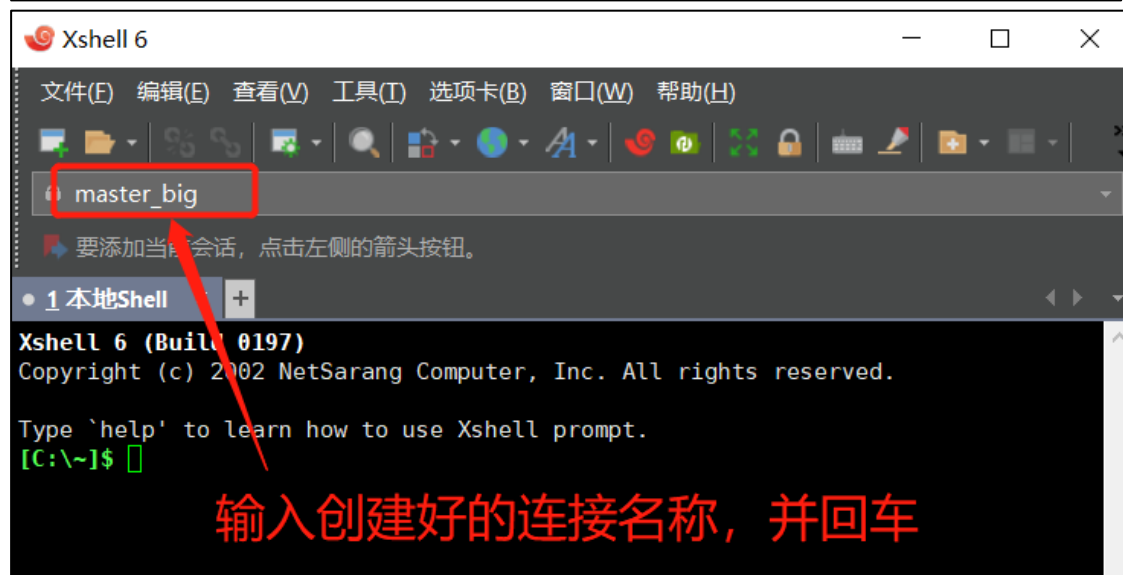 Xshell 6
文件(F) 编辑(E) 查看(V) 工具(T) 选项卡(B) 窗口(W) 帮助(H)
master_big
要添加当前会话，点击左侧的箭头按钮。
1 本地Shell +
Xshell 6 (Build 0197)
Copyright (c) 2002 NetSarang Computer, Inc. All rights reserved.
Type `help' to learn how to use Xshell prompt.
[C:\~]$
输入创建好的连接名称，并回车